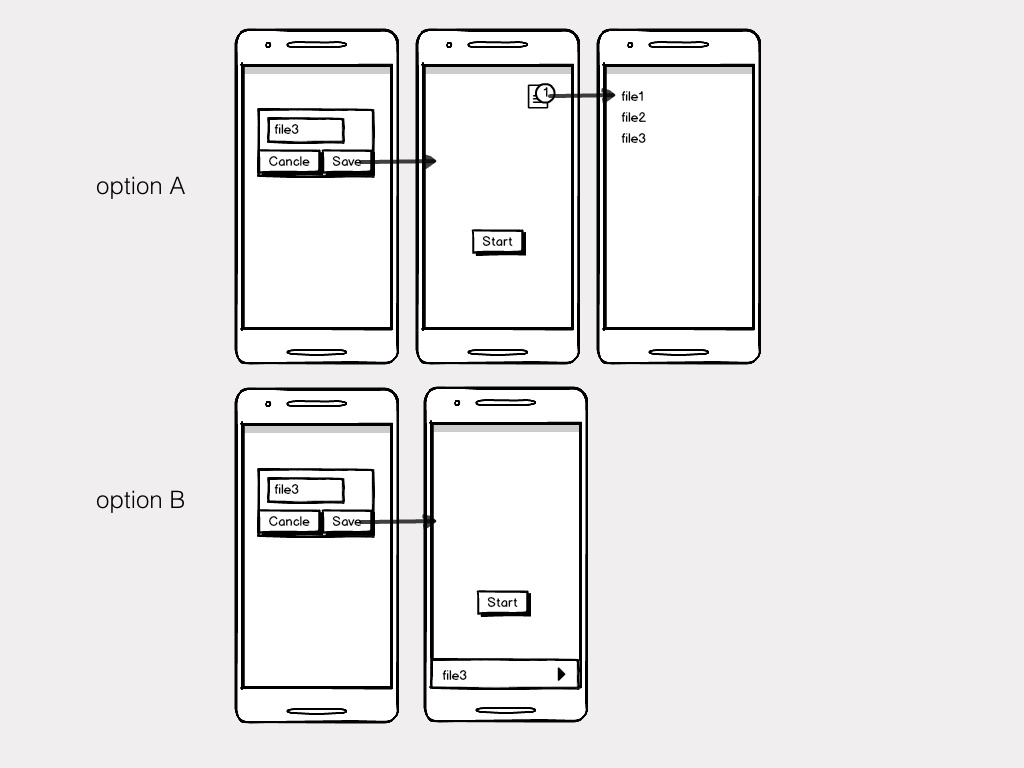 option A
file3
Cancle
Save
1
Start
file1
file2
file3
option B
file3
Cancle
Save
Start
file3